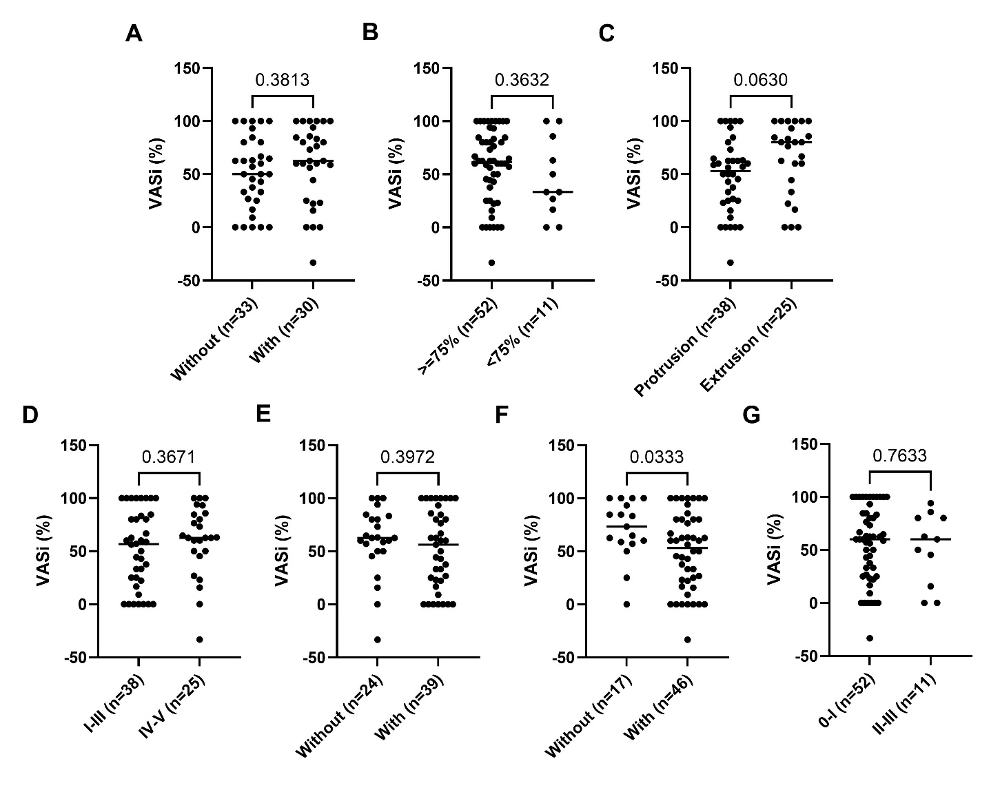 A
150
100
50
0
-50
VASi (%)
0.3813
Without (n=33)
With (n=30)
B
150
100
50
0
-50
VASi (%)
0.3632
>=75% (n=52)
<75% (n=11)
C
150
100
50
0
-50
VASi (%)
0.0630
Protrusion (n=38)
Extrusion (n=25)
D
150
100
50
0
-50
VASi (%)
0.3671
I-III (n=38)
IV-V (n=25)
E
150
100
50
0
-50
VASi (%)
0.3972
Without (n=24)
With (n=39)
F
150
100
50
0
-50
VASi (%)
0.0333
Without (n=17)
With (n=46)
G
150
100
50
0
-50
VASi (%)
0.7633
0-I (n=52)
II-III (n=11)